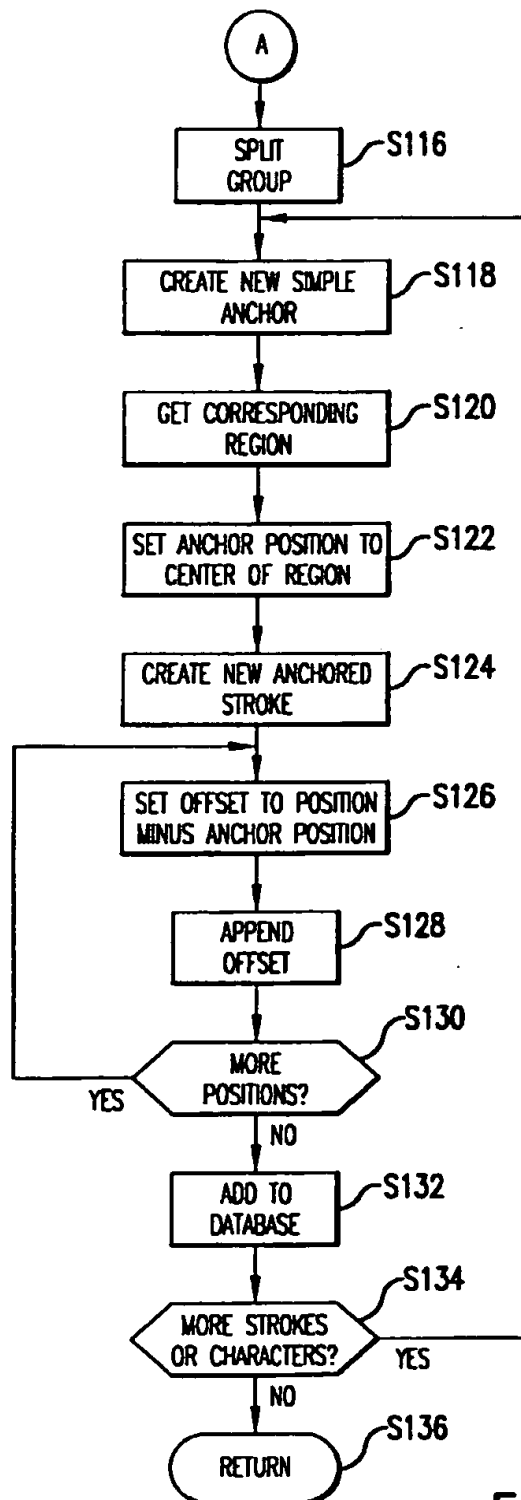 A
SPLIT
GROUP
S116
CREATE NEW SIMPLE
ANCHOR
S118
GET CORRESPONDING
REGION
S120
SET ANCHOR POSITION TO
CENTER OF REGION
S122
CREATE NEW ANCHORED
STROKE
S124
SET OFFSET TO POSITION
MINUS ANCHOR POSITION
S126
APPEND
OFFSET
S128
MORE
POSITIONS?
S130
YES
NO
ADD TO
DATABASE
S132
MORE STROKES
OR CHARACTERS?
S134
YES
NO
RETURN
S136